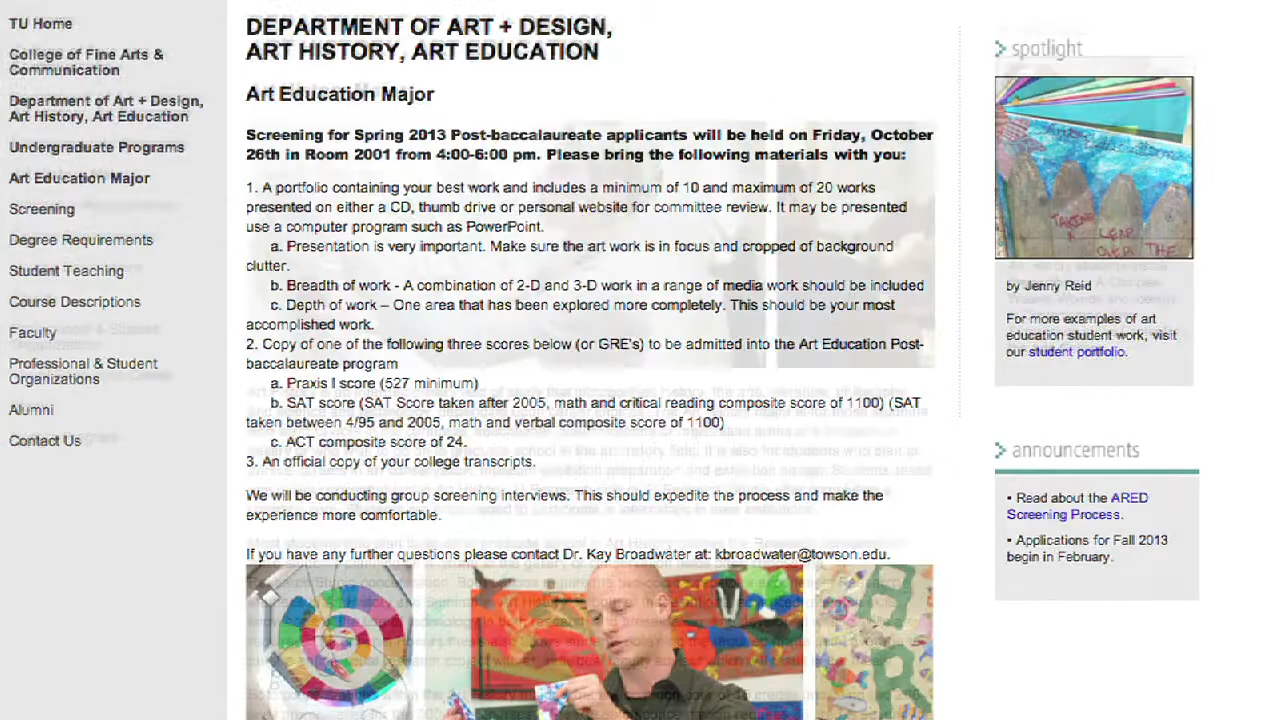 TU Home
College of Fine Arts &
Communication
Department of Art + Design,
Art History, Art Education
Undergraduate Programs
Art Education Major
Screening
Degree Requirements
Student Teaching
Course Descriptions
Faculty
Professional & Student
Organizations
Alumni
Contact Us
DEPARTMENT OF ART + DESIGN,
ART HISTORY, ART EDUCATION
Art Education Major
Screening for Spring 2013 Post-baccalaureate applicants will be held on Friday, October
26th in Room 2001 from 4:00-6:00 pm. Please bring the following materials with you:
1. A portfolio containing your best work and includes a minimum of 10 and maximum of 20 works
presented on either a CD, thumb drive or personal website for committee review. It may be presented
use a computer program such as PowerPoint.
a. Presentation is very important. Make sure the art work is in focus and cropped of background
clutter.
b. Breadth of work - A combination of 2-D and 3-D work in a range of media work should be included
c. Depth of work – One area that has been explored more completely. This should be your most
accomplished work.
2. Copy of one of the following three scores below (or GRE's) to be admitted into the Art Education Post-
baccalaureate program
a. Praxis I score (527 minimum)
b. SAT score (SAT Score taken after 2005, math and critical reading composite score of 1100) (SAT
taken between 4/95 and 2005, math and verbal composite score of 1100)
c. ACT composite score of 24.
3. An official copy of your college transcripts.
We will be conducting group screening interviews. This should expedite the process and make the
experience more comfortable.
If you have any further questions please contact Dr. Kay Broadwater at: kbroadwater@towson.edu.
spotlight
TAKING
A LEAP
OVER THE
by Jenny Reid
For more examples of art
education student work, visit
our student portfolio.
announcements
• Read about the ARED
Screening Process.
• Applications for Fall 2013
begin in February.